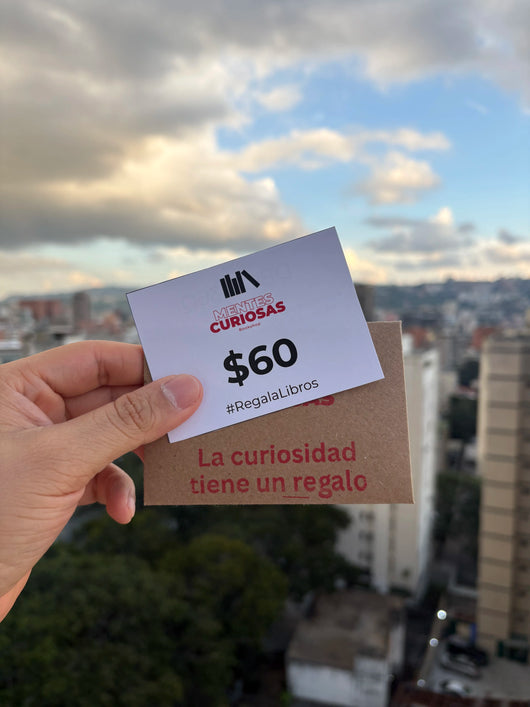 MENTES
CURIOSAS
$60
#RegalaLibros
La curiosidad
tiene un regalo